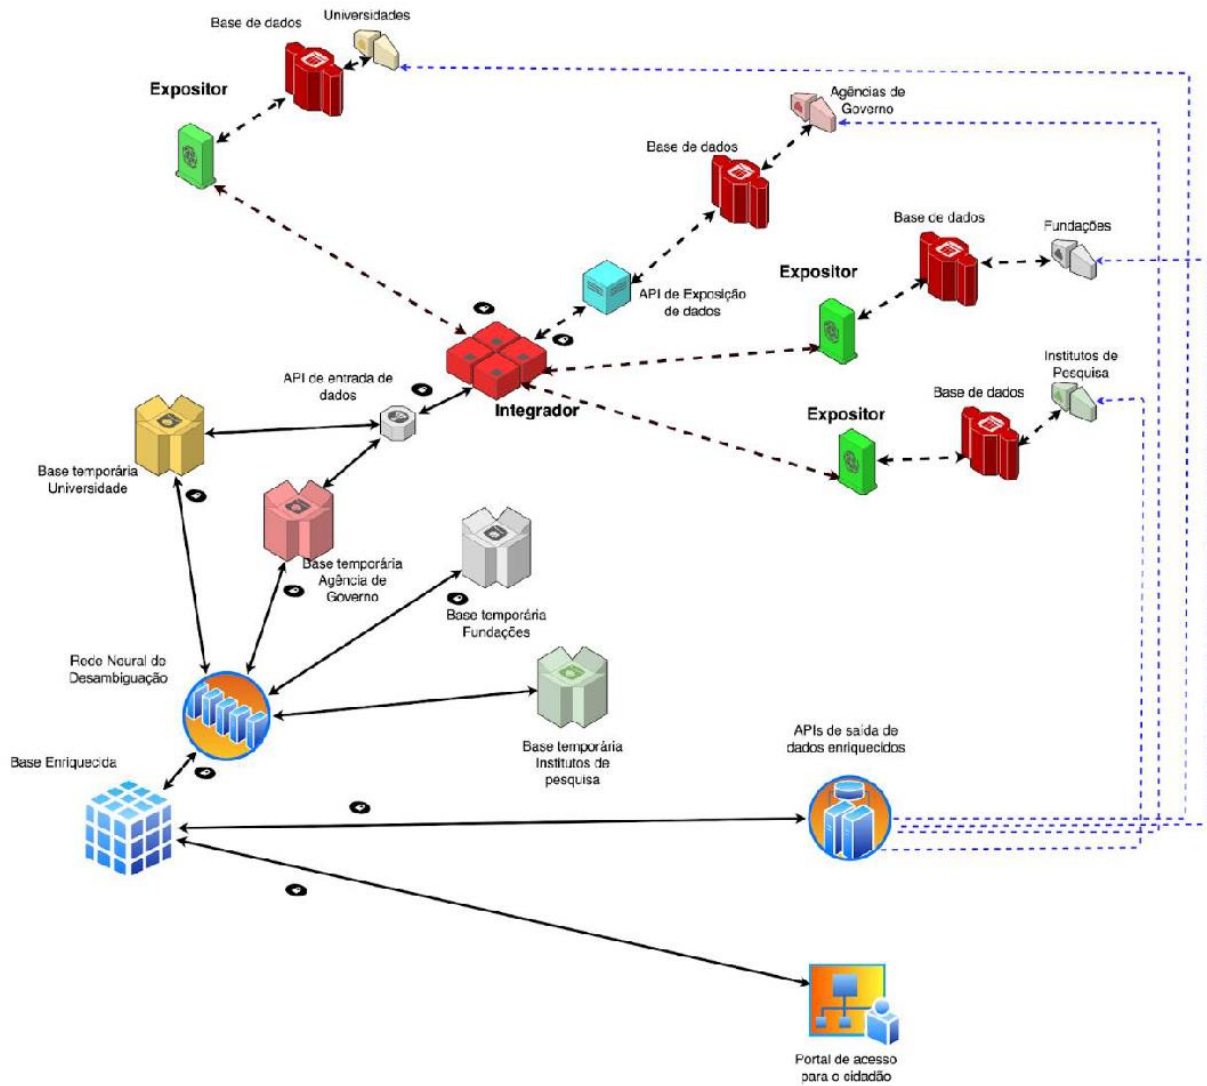 Universidades
Base de dados
Expositor
Agências de
Governo
Base de dados
Base de dados
Fundações
Expositor
API de Exposição
de dados
Institutos de
Pesquisa
API de entrada de
dados
Integrador
Base de dados
Expositor
Base temporária
Universidade
Base temporária
Agência de
Governo
Base temporária
Fundações
Rede Neural de
Desambiguação
Base temporária
Institutos de
pesquisa
APIs de saída de
dados enriquecidos
Base Enriquecida
Portal de acesso
para o cidadão